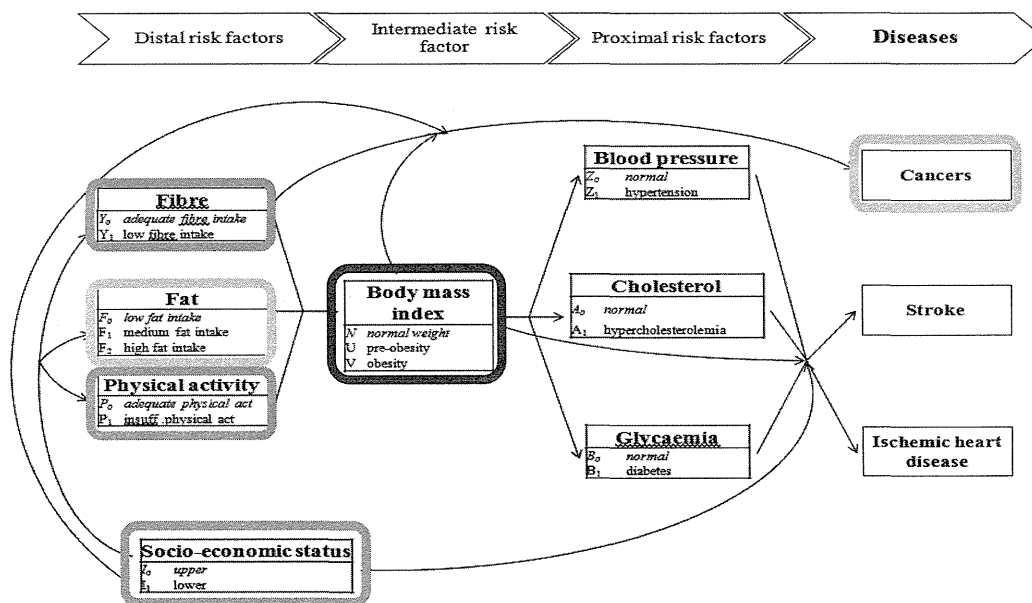 Distal risk factors
Intermediate risk
factor
Proximal risk factors
Diseases
Fibre
Y₀ adequate fibre intake
Y₁ low fibre intake
Fat
F₀ low fat intake
F₁ medium fat intake
F₂ high fat intake
Physical activity
P₀ adequate physical act
P₁ insuff .physical act
Socio-economic status
I₀ upper
I₁ lower
Body mass
index
N normal weight
U pre-obesity
V obesity
Blood pressure
Z₀ normal
Z₁ hypertension
Cholesterol
A₀ normal
A₁ hypercholesterolemia
Glycaemia
B₀ normal
B₁ diabetes
Cancers
Stroke
Ischemic heart
disease